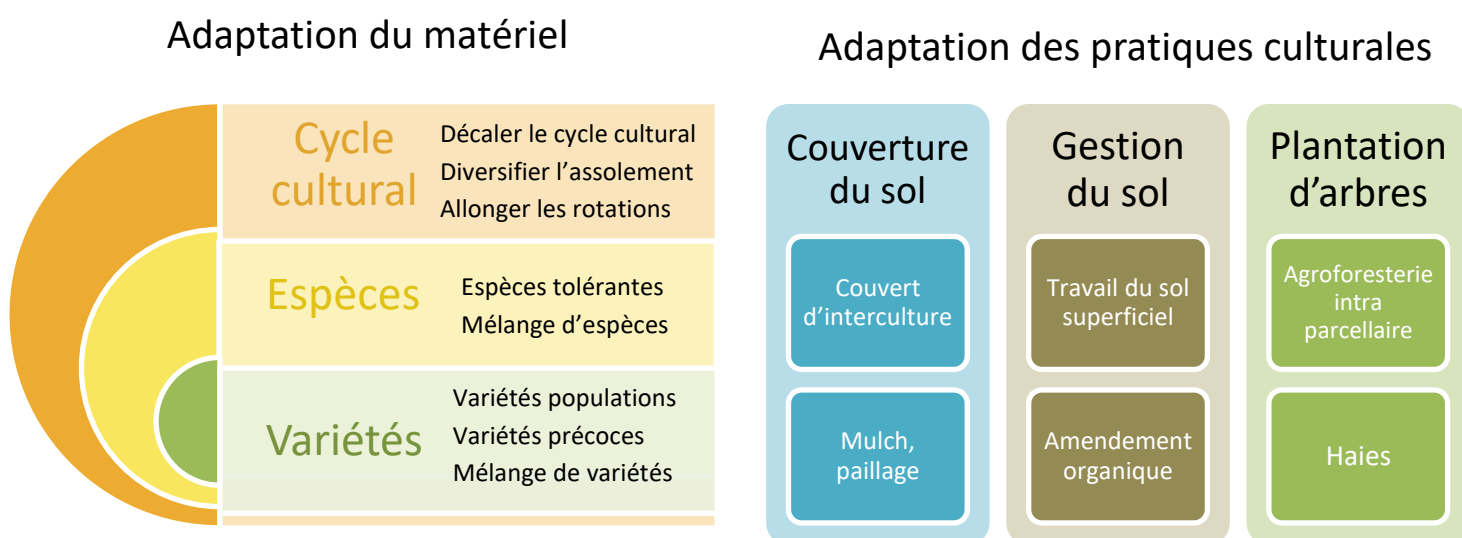 Adaptation du matériel
Cycle
cultural
Décaler le cycle cultural
Diversifier l’assolement
Allonger les rotations
Espèces
Espèces tolérantes
Mélange d’espèces
Variétés
Variétés populations
Variétés précoces
Mélange de variétés
Adaptation des pratiques culturales
Couverture
du sol
Couvert
d’interculture
Mulch,
paillage
Gestion
du sol
Travail du sol
superficiel
Amendement
organique
Plantation
d’arbres
Agroforesterie
intra
parcellaire
Haies